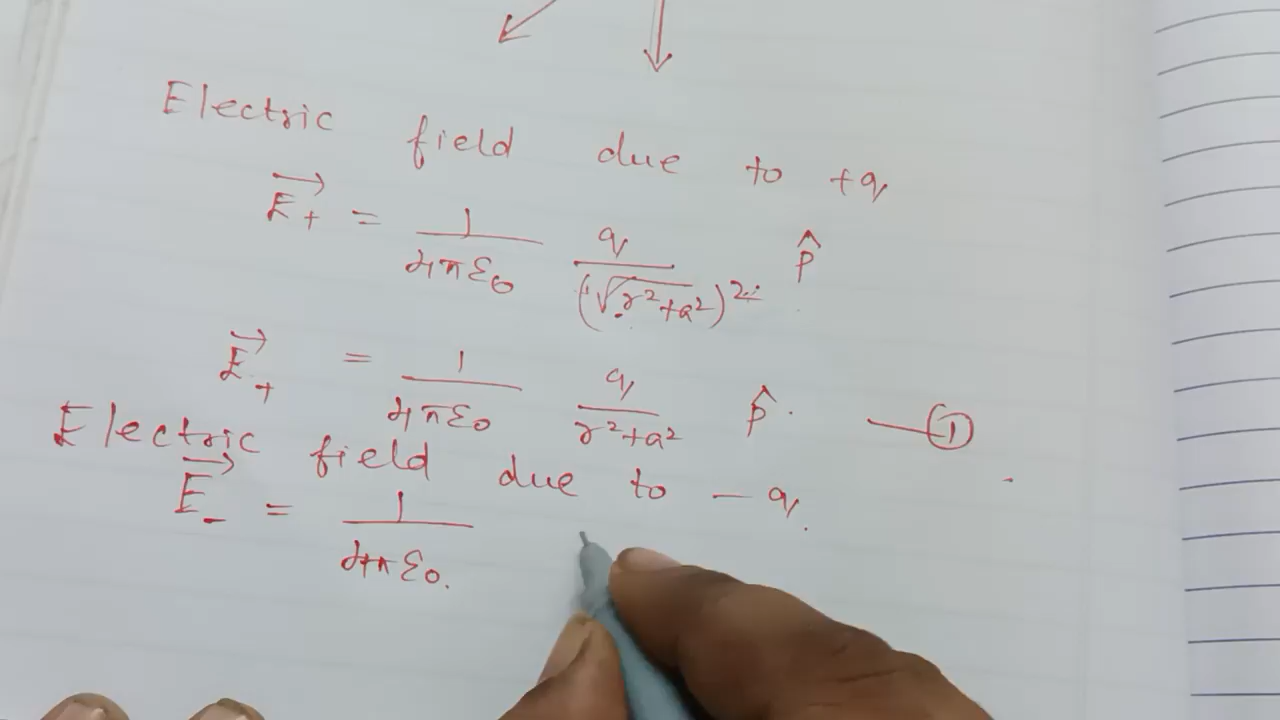 Electric field due to +q
E⃗₊ = 1/4πε₀ q/(√r²+a²)² p̂
E⃗₊ = 1/4πε₀ q/r²+a² p̂. —①
Electric field due to -q.
E⃗₋ = 1/4πε₀.